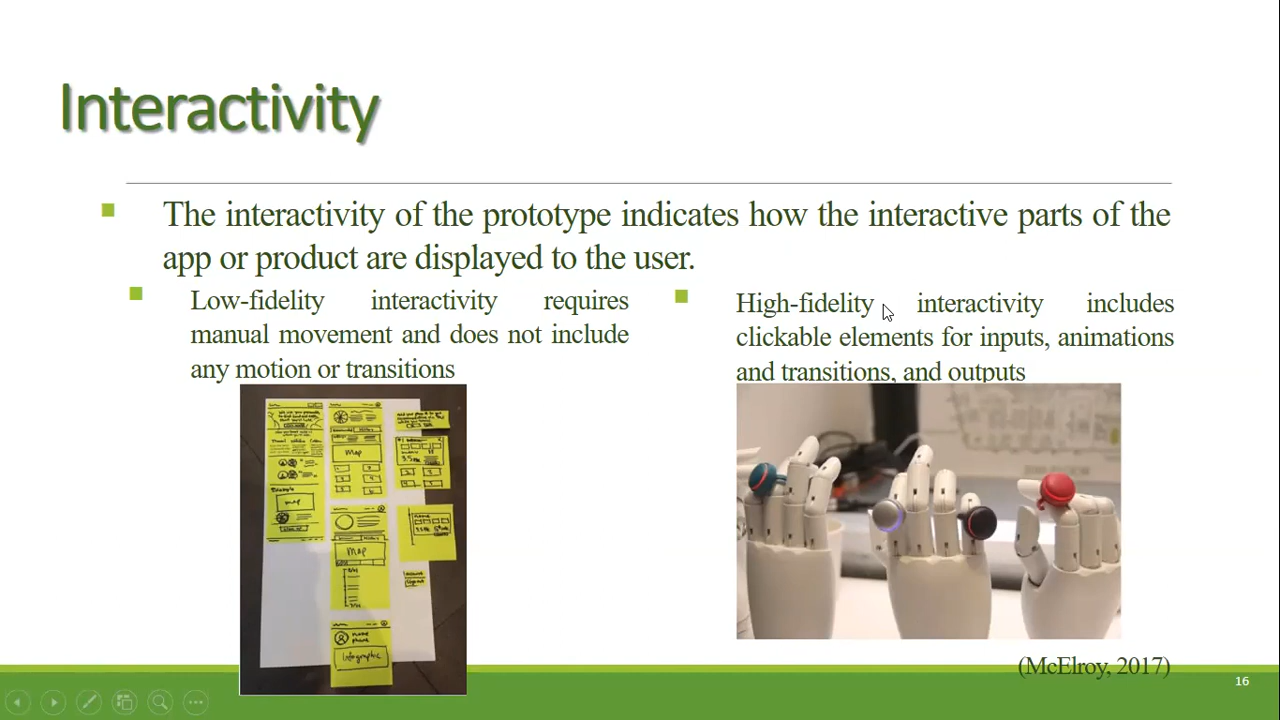 Interactivity
The interactivity of the prototype indicates how the interactive parts of the
app or product are displayed to the user.
Low-fidelity interactivity requires
manual movement and does not include
any motion or transitions
High-fidelity interactivity includes
clickable elements for inputs, animations
and transitions, and outputs
Map
Map
map
Infographic
(McElroy, 2017)
16